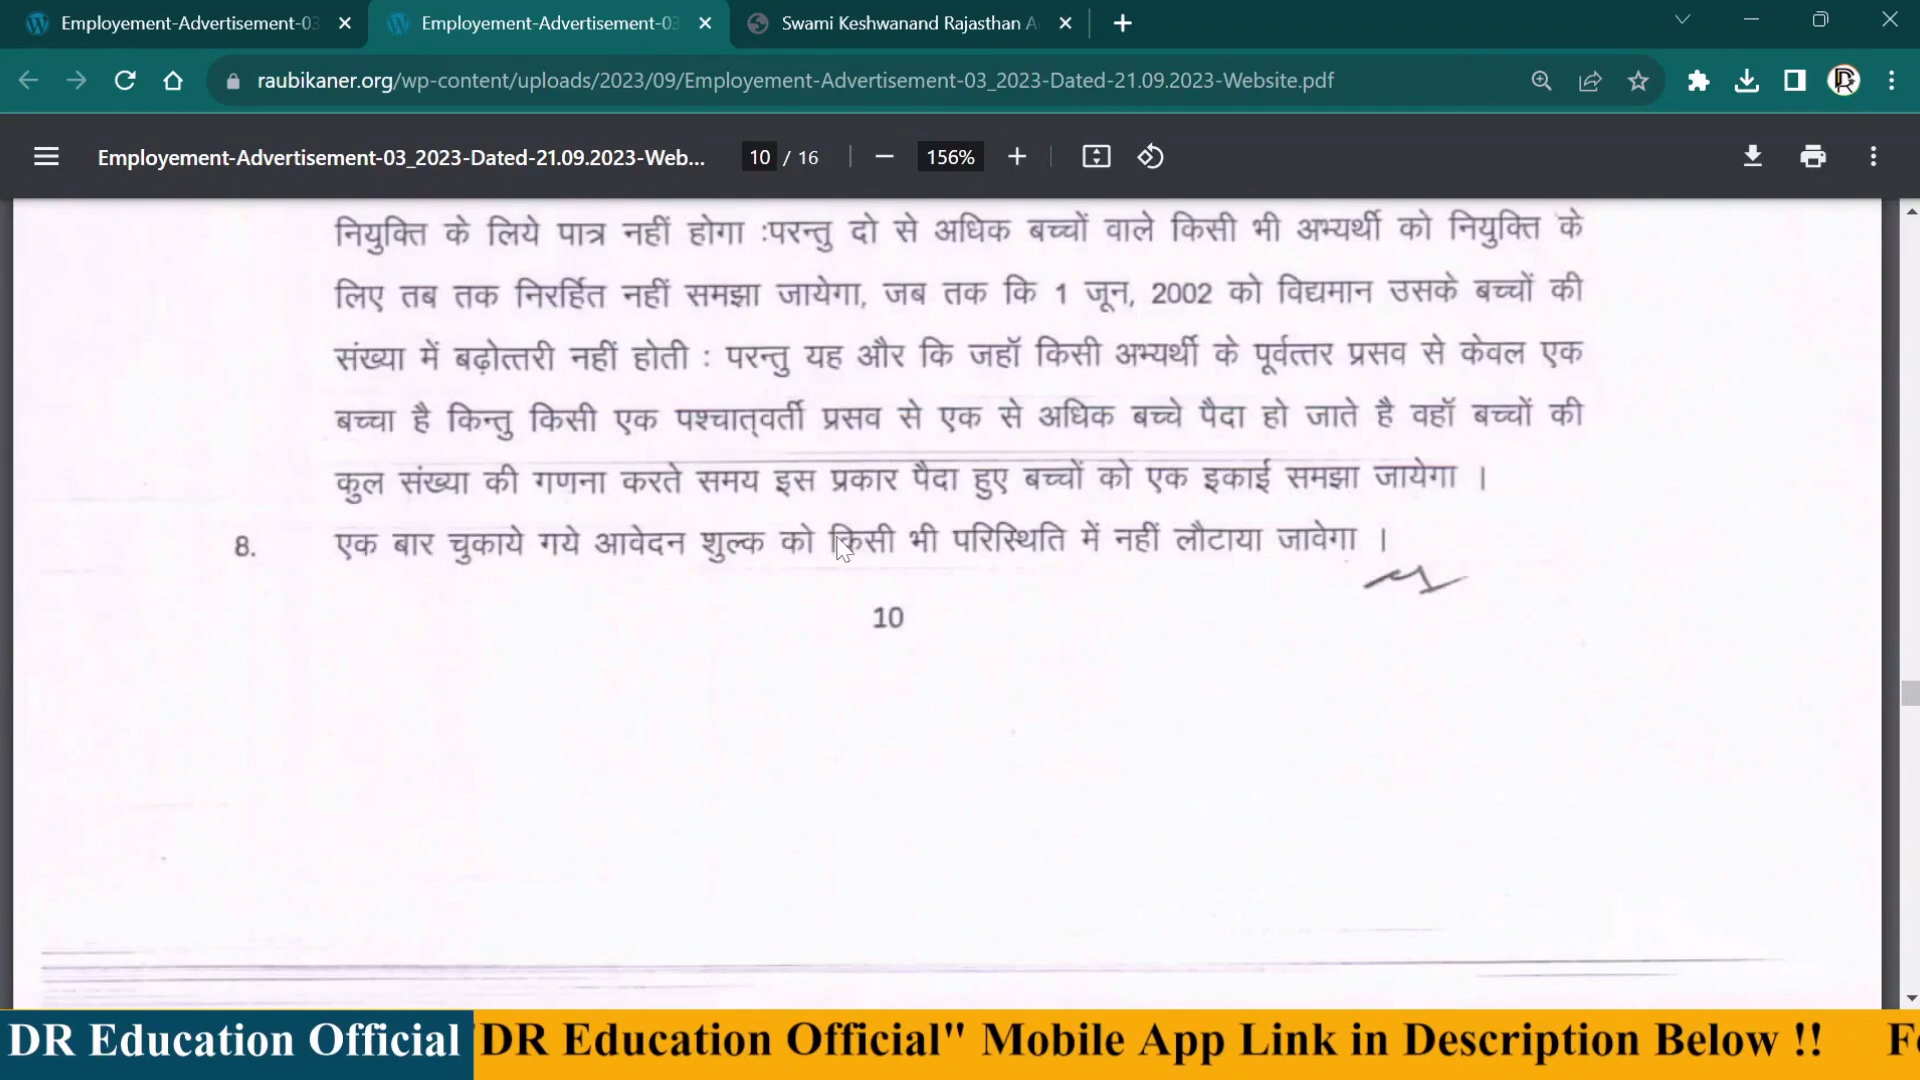 Employement-Advertisement-03
Employement-Advertisement-03
Swami Keshwanand Rajasthan A
raubikaner.org/wp-content/uploads/2023/09/Employement-Advertisement-03_2023-Dated-21.09.2023-Website.pdf
Employement-Advertisement-03_2023-Dated-21.09.2023-Web... 10 / 16 156%
नियुक्ति के लिये पात्र नहीं होगा :परन्तु दो से अधिक बच्चों वाले किसी भी अभ्यर्थी को नियुक्ति के
लिए तब तक निरर्हित नहीं समझा जायेगा, जब तक कि 1 जून, 2002 को विद्यमान उसके बच्चों की
संख्या में बढ़ोत्तरी नहीं होती : परन्तु यह और कि जहॉ किसी अभ्यर्थी के पूर्वत्तर प्रसव से केवल एक
बच्चा है किन्तु किसी एक पश्चात्वर्ती प्रसव से एक से अधिक बच्चे पैदा हो जाते है वहॉ बच्चों की
कुल संख्या की गणना करते समय इस प्रकार पैदा हुए बच्चों को एक इकाई समझा जायेगा ।
8. एक बार चुकाये गये आवेदन शुल्क को किसी भी परिस्थिति में नहीं लौटाया जावेगा ।
10
DR Education Official "DR Education Official" Mobile App Link in Description Below !!